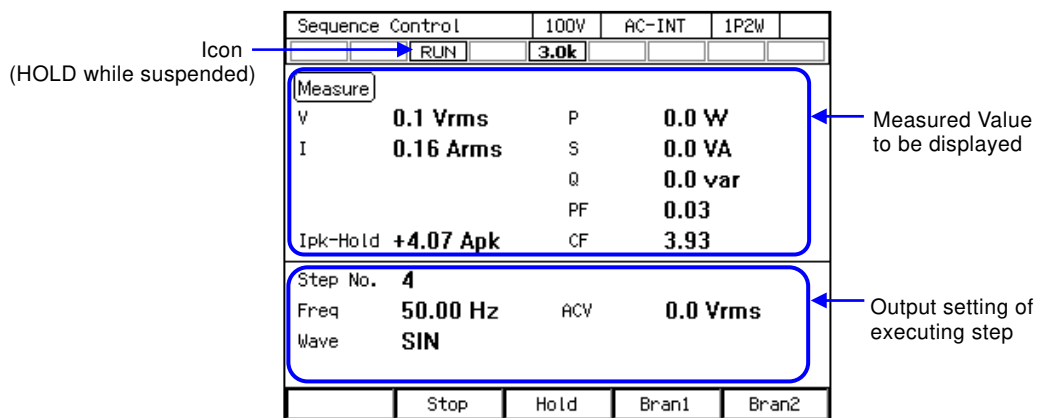 Sequence Control 100V AC-INT 1P2W
RUN 3.0k
Icon
(HOLD while suspended)
Measure
V 0.1 Vrms P 0.0 W
I 0.16 Arms S 0.0 VA
Q 0.0 var
PF 0.03
Ipk-Hold +4.07 Apk CF 3.93
Measured Value
to be displayed
Step No. 4
Freq 50.00 Hz ACV 0.0 Vrms
Wave SIN
Output setting of
executing step
Stop Hold Bran1 Bran2